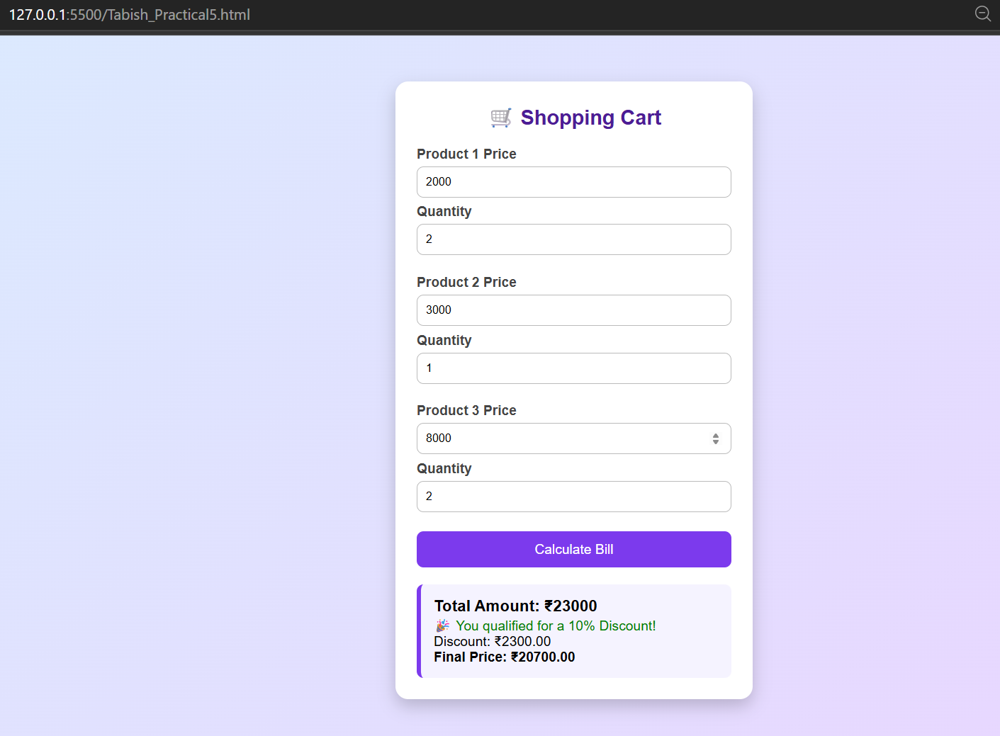 127.0.0.1:5500/Tabish_Practical5.html
🛒 Shopping Cart
Product 1 Price
2000
Quantity
2
Product 2 Price
3000
Quantity
1
Product 3 Price
8000
Quantity
2
Calculate Bill
Total Amount: ₹23000
🎉 You qualified for a 10% Discount!
Discount: ₹2300.00
Final Price: ₹20700.00